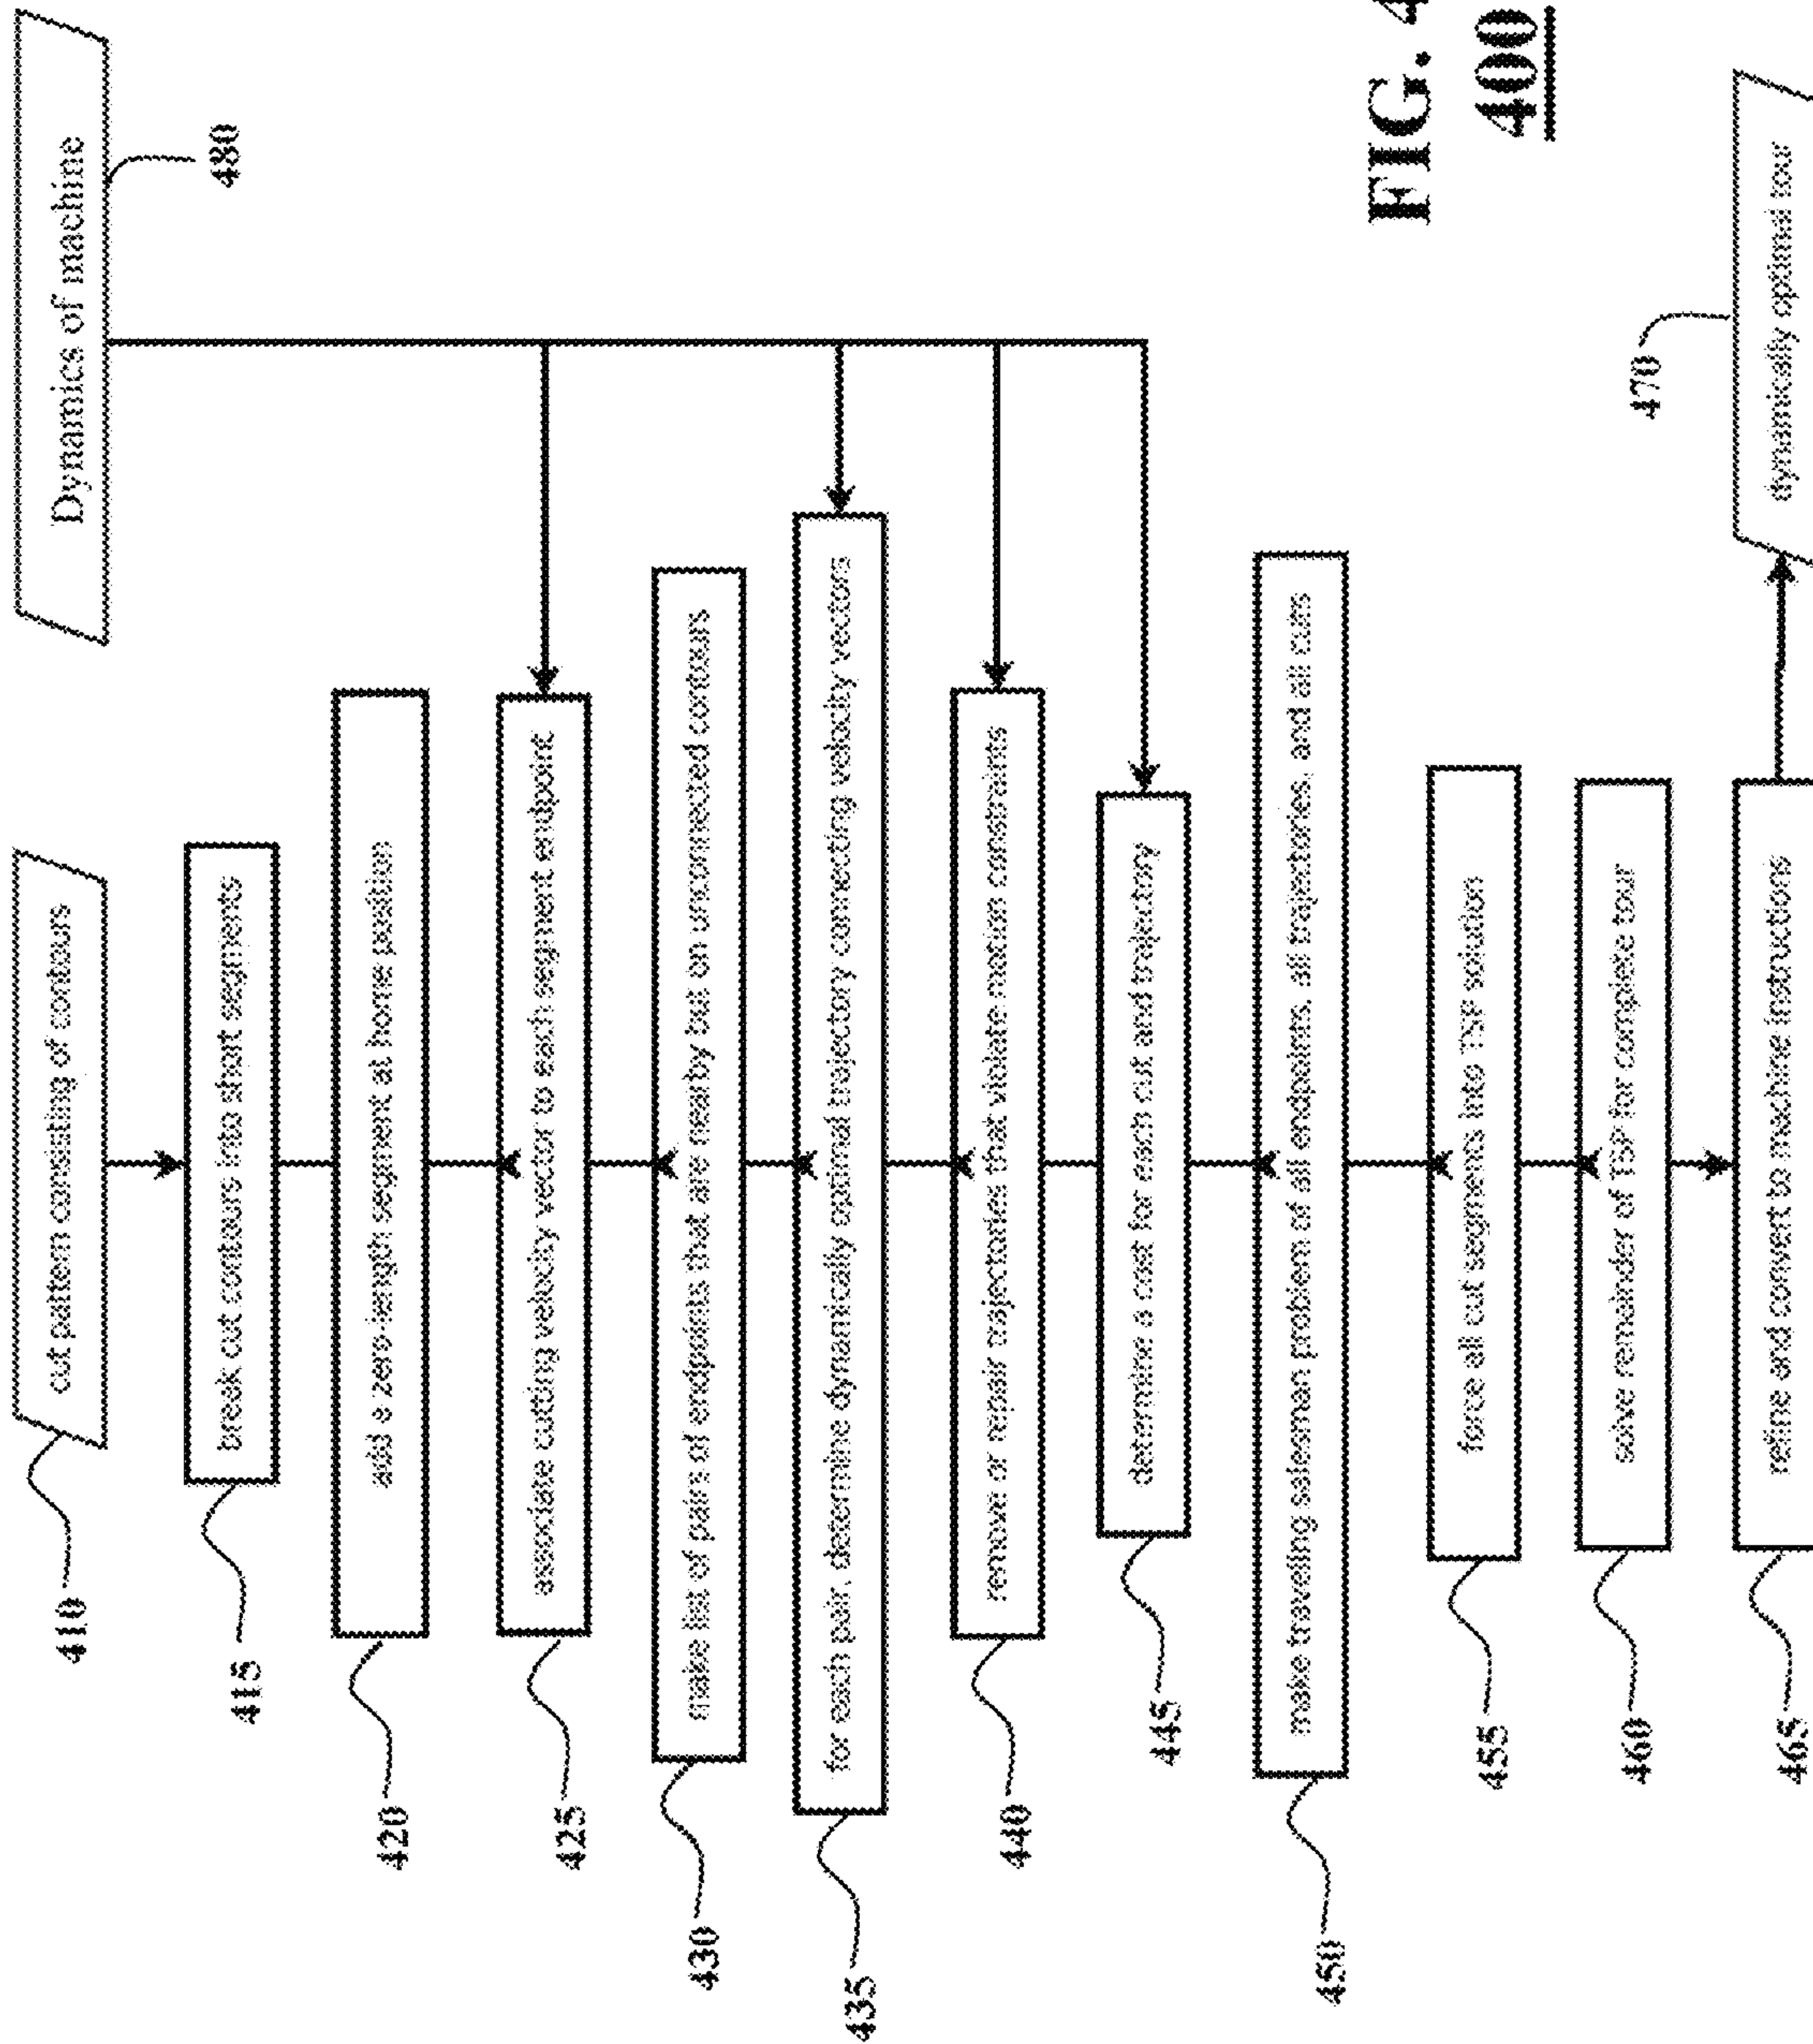 cut pattern consisting of contours
410
Dynamics of machine
480
break cut contours into short segments
415
add a zero-length segment at home position
420
associate cutting velocity vector to each segment endpoint
425
make list of pairs of endpoints that are nearby but on unconnected contours
430
for each pair, determine dynamically optimal trajectory connecting velocity vectors
435
remove or repair trajectories that violate motion constraints
440
determine a cost for each cut and trajectory
445
make traveling salesman problem of all endpoints, all trajectories, and all cuts
450
force all cut segments into TSP solution
455
solve remainder of TSP for complete tour
460
refine and convert to machine instructions
465
dynamically optimal tour
470
FIG. 4
400